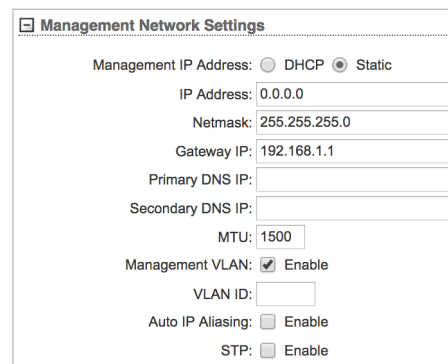 Management Network Settings
Management IP Address: DHCP Static
IP Address: 0.0.0.0
Netmask: 255.255.255.0
Gateway IP: 192.168.1.1
Primary DNS IP:
Secondary DNS IP:
MTU: 1500
Management VLAN: Enable
VLAN ID:
Auto IP Aliasing: Enable
STP: Enable